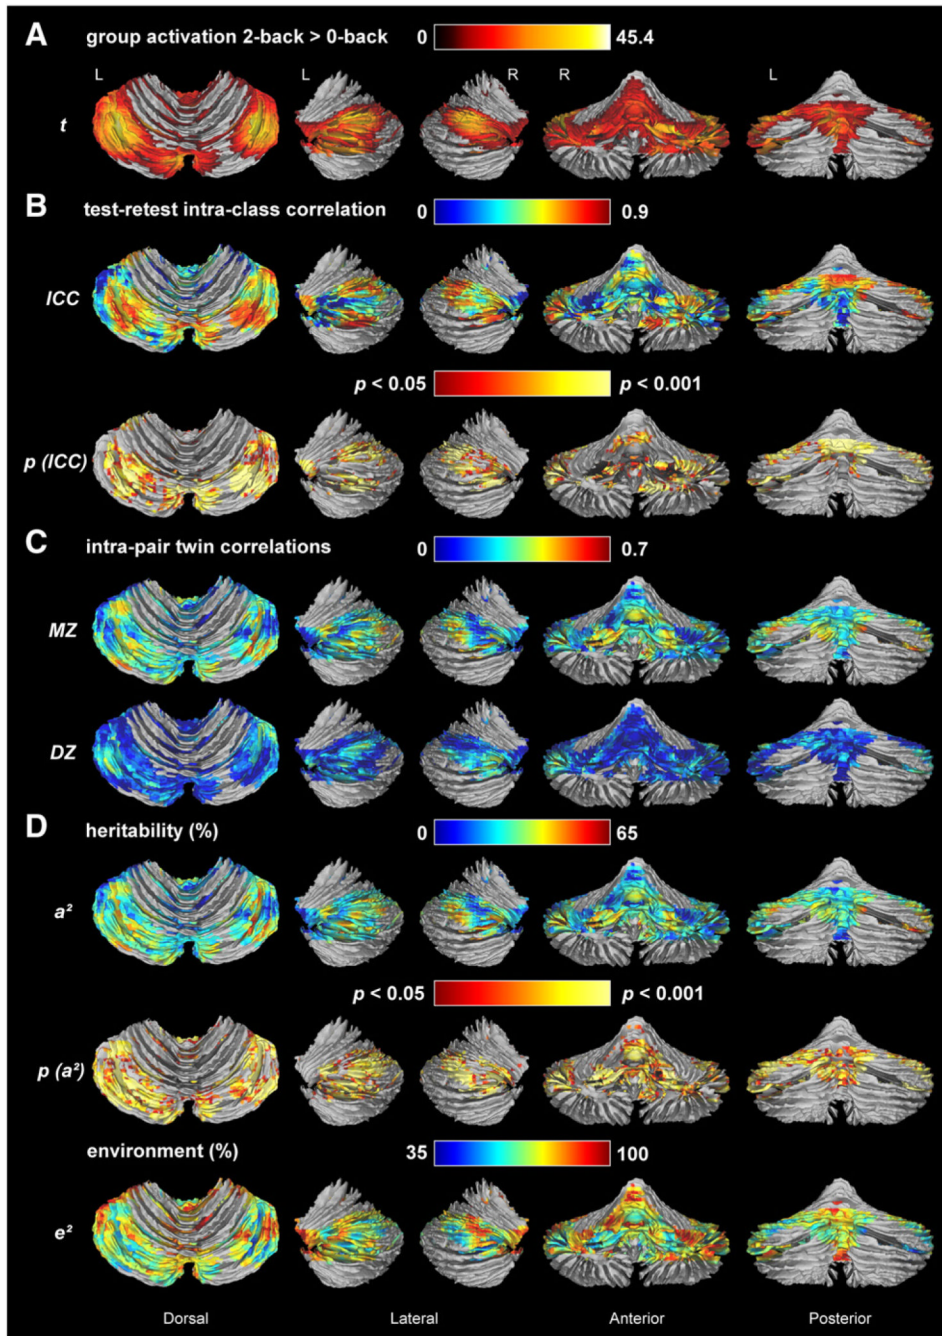 A
group activation 2-back > 0-back
0
45.4
L
L
R
R
L
t
B
test-retest intra-class correlation
0
0.9
ICC
p < 0.05
p < 0.001
p (ICC)
C
intra-pair twin correlations
0
0.7
MZ
DZ
D
heritability (%)
0
65
a²
p < 0.05
p < 0.001
p (a²)
environment (%)
35
100
e²
Dorsal
Lateral
Anterior
Posterior